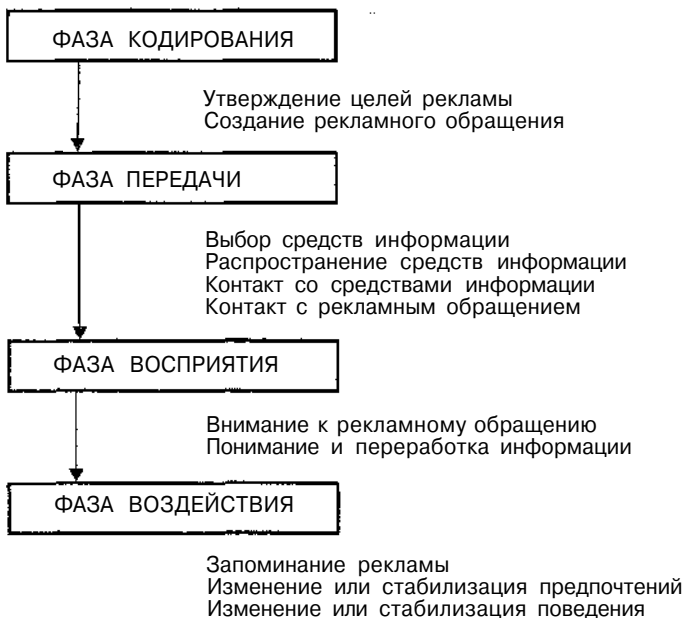 ФАЗА КОДИРОВАНИЯ
Утверждение целей рекламы
Создание рекламного обращения
ФАЗА ПЕРЕДАЧИ
Выбор средств информации
Распространение средств информации
Контакт со средствами информации
Контакт с рекламным обращением
ФАЗА ВОСПРИЯТИЯ
Внимание к рекламному обращению
Понимание и переработка информации
ФАЗА ВОЗДЕЙСТВИЯ
Запоминание рекламы
Изменение или стабилизация предпочтений
Изменение или стабилизация поведения